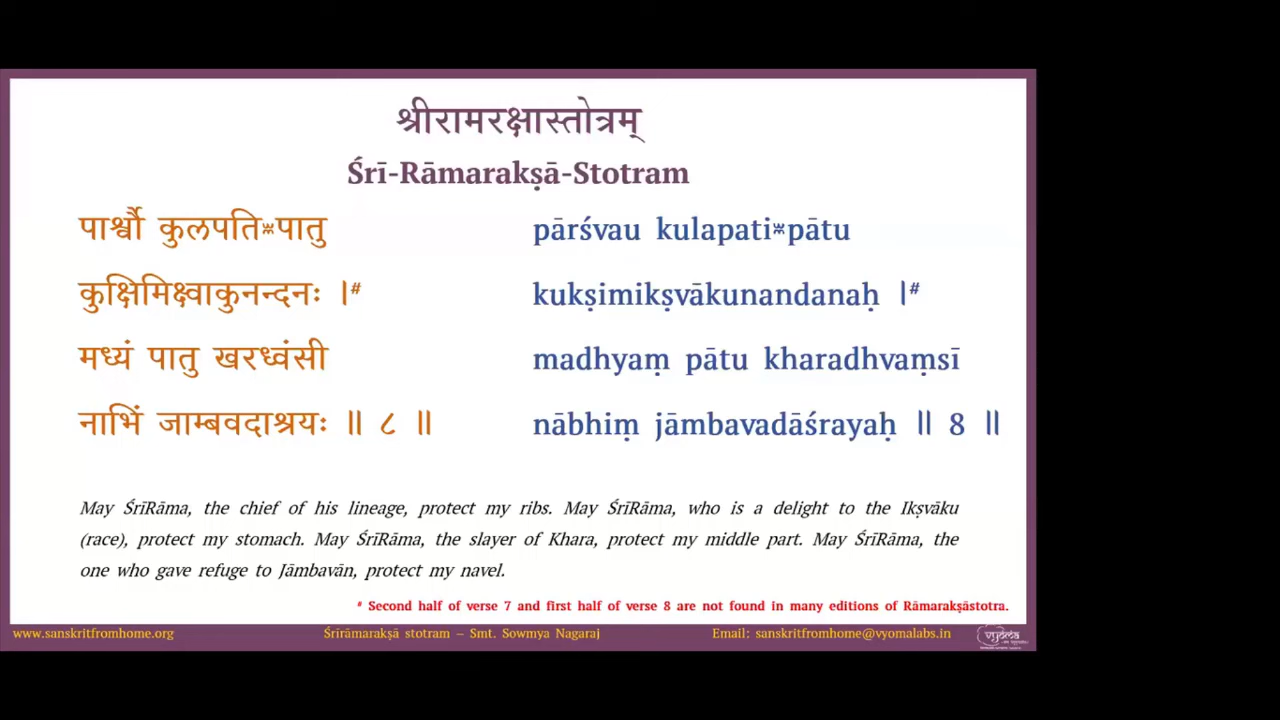 श्रीरामरक्षास्तोत्रम्
Śrī-Rāmarakṣā-Stotram
पार्श्वौ कुलपतिᳶपातु
कुक्षिमिक्ष्वाकुनन्दनः ।#
मध्यं पातु खरध्वंसी
नाभिं जाम्बवदाश्रयः ॥ ८ ॥
pārśvau kulapatiᳶpātu
kukṣimikṣvākunandanaḥ ।#
madhyaṃ pātu kharadhvaṃsī
nābhiṃ jāmbavadāśrayaḥ ॥ 8 ॥
May ŚrīRāma, the chief of his lineage, protect my ribs. May ŚrīRāma, who is a delight to the Ikṣvāku
(race), protect my stomach. May ŚrīRāma, the slayer of Khara, protect my middle part. May ŚrīRāma, the
one who gave refuge to Jāmbavān, protect my navel.
# Second half of verse 7 and first half of verse 8 are not found in many editions of Rāmarakṣāstotra.
www.sanskritfromhome.org
Śrīrāmarakṣā stotram – Smt. Sowmya Nagaraj
Email: sanskritfromhome@vyomalabs.in
vyoma